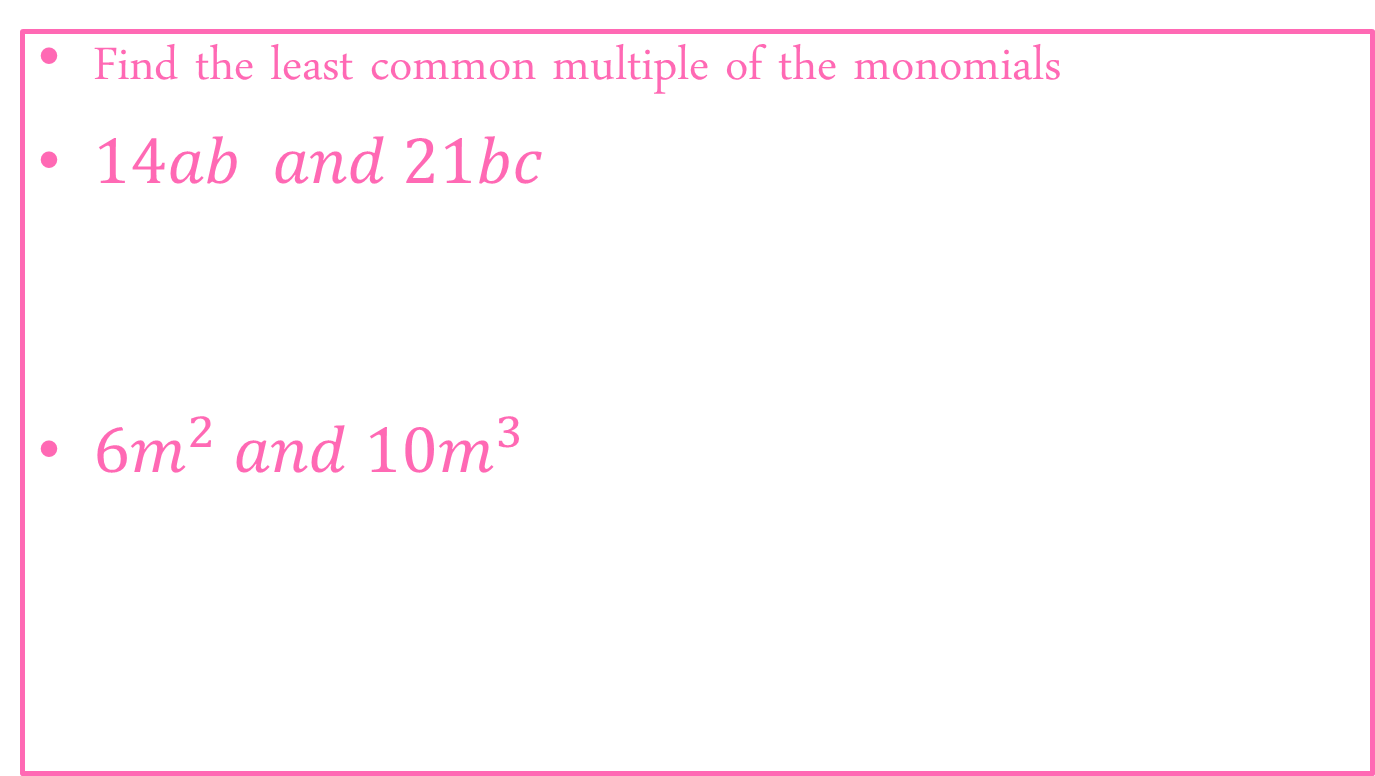 • Find the least common multiple of the monomials
• 14ab and 21bc
• 6m² and 10m³